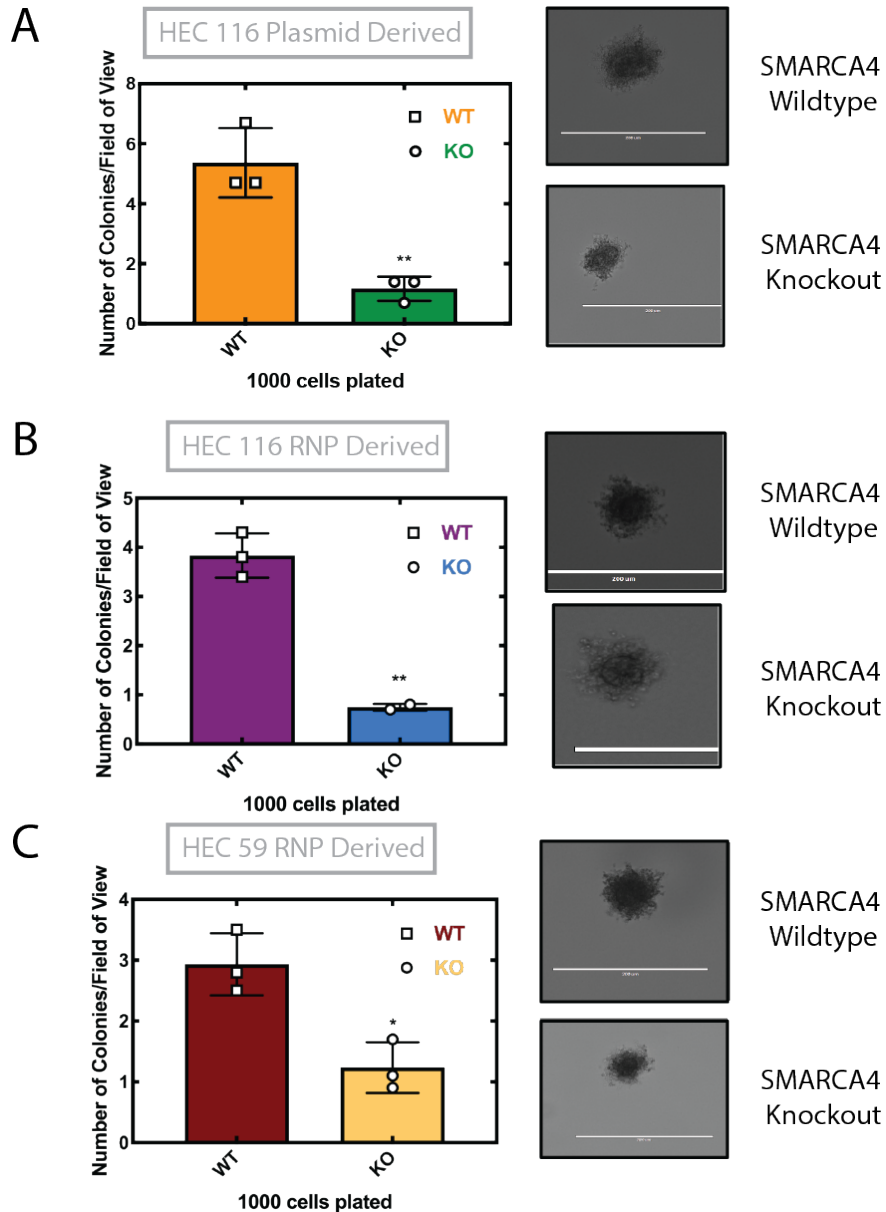 A
HEC 116 Plasmid Derived
Number of Colonies/Field of View
8
6
4
2
0
WT
KO
**
WT
KO
1000 cells plated
SMARCA4
Wildtype
SMARCA4
Knockout
B
HEC 116 RNP Derived
Number of Colonies/Field of View
5
4
3
2
1
0
WT
KO
**
WT
KO
1000 cells plated
200 um
SMARCA4
Wildtype
SMARCA4
Knockout
C
HEC 59 RNP Derived
Number of Colonies/Field of View
4
3
2
1
0
WT
KO
*
WT
KO
1000 cells plated
200 um
SMARCA4
Wildtype
SMARCA4
Knockout